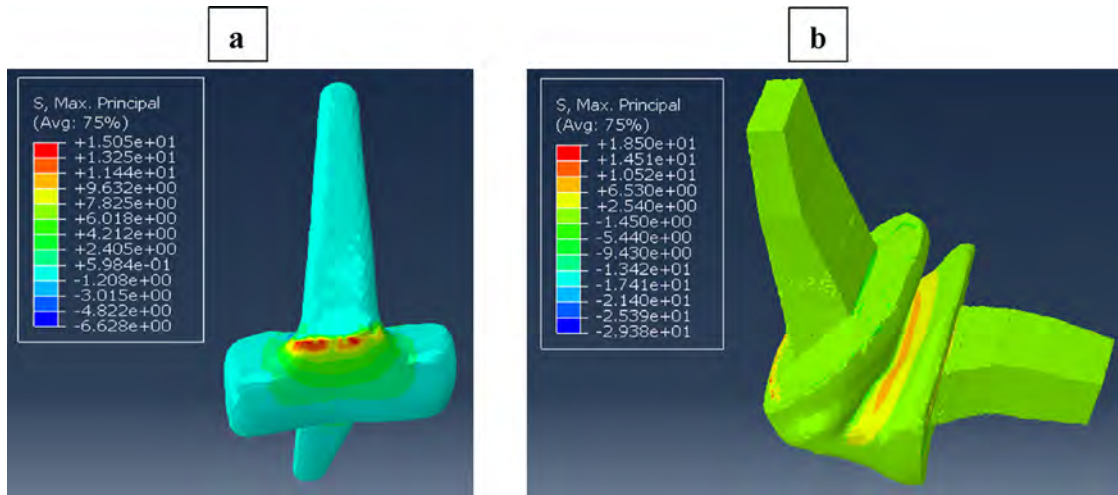 a
b
S, Max. Principal
(Avg: 75%)
+1.505e+01
+1.325e+01
+1.144e+01
+9.632e+00
+7.825e+00
+6.018e+00
+4.212e+00
+2.405e+00
+5.984e-01
-1.208e+00
-3.015e+00
-4.822e+00
-6.628e+00
S, Max. Principal
(Avg: 75%)
+1.850e+01
+1.451e+01
+1.052e+01
+6.530e+00
+2.540e+00
-1.450e+00
-5.440e+00
-9.430e+00
-1.342e+01
-1.741e+01
-2.140e+01
-2.539e+01
-2.938e+01